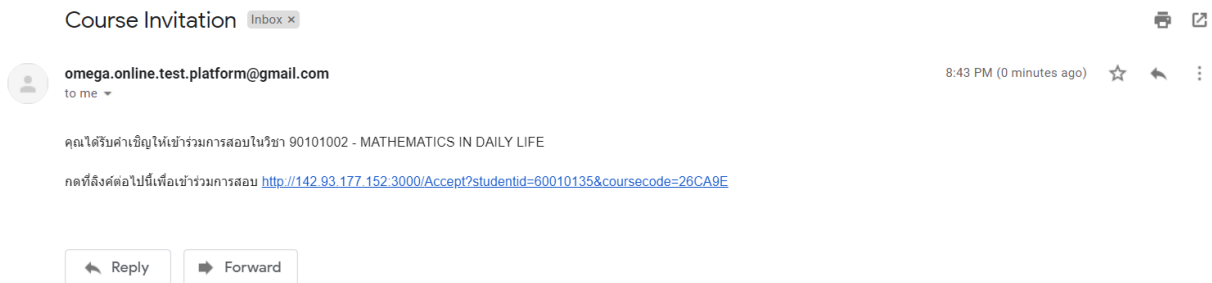 Course Invitation Inbox ×
omega.online.test.platform@gmail.com 8:43 PM (0 minutes ago)
to me
คุณได้รับคำเชิญให้เข้าร่วมการสอบในวิชา 90101002 - MATHEMATICS IN DAILY LIFE
กดที่ลิงค์ต่อไปนี้เพื่อเข้าร่วมการสอบ http://142.93.177.152:3000/Accept?studentid=60010135&coursecode=26CA9E
Reply Forward